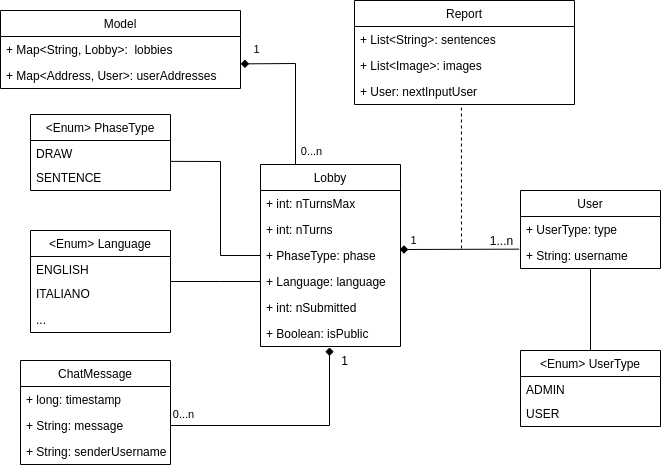 Model
+ Map<String, Lobby>:  lobbies
+ Map<Address, User>: userAddresses
1
0...n
Report
+ List<String>: sentences
+ List<Image>: images
+ User: nextInputUser
<Enum> PhaseType
DRAW
SENTENCE
<Enum> Language
ENGLISH
ITALIANO
...
Lobby
+ int: nTurnsMax
+ int: nTurns
+ PhaseType: phase
+ Language: language
+ int: nSubmitted
+ Boolean: isPublic
1
1...n
User
+ UserType: type
+ String: username
<Enum> UserType
ADMIN
USER
ChatMessage
+ long: timestamp
+ String: message
+ String: senderUsername
0...n
1